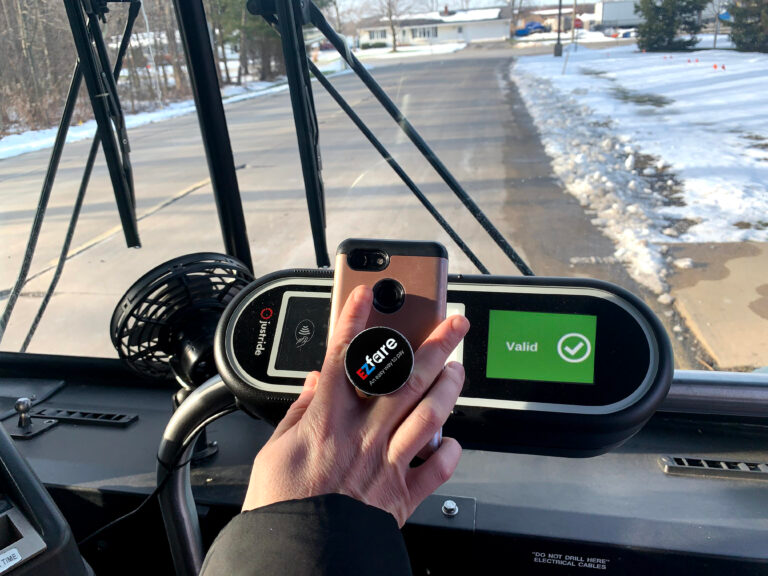 justride
EZfare
An easy way to pay
Valid
TIME
"DO NOT DRILL HERE"
ELECTRICAL CABLES